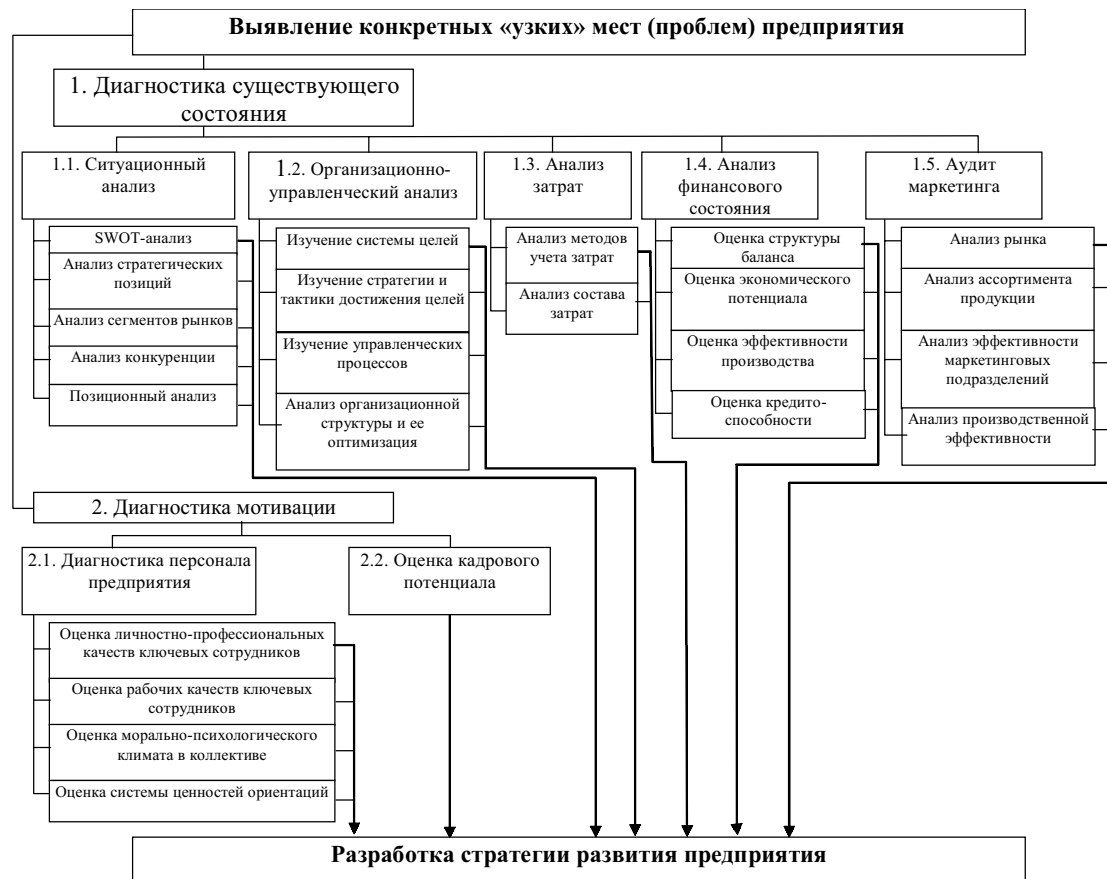 Выявление конкретных «узких» мест (проблем) предприятия
1. Диагностика существующего
состояния
1.1. Ситуационный
анализ
SWOT-анализ
Анализ стратегических
позиций
Анализ сегментов рынков
Анализ конкуренции
Позиционный анализ
1.2. Организационно-
управленческий анализ
Изучение системы целей
Изучение стратегии и
тактики достижения целей
Изучение управленческих
процессов
Анализ организационной
структуры и ее
оптимизация
1.3. Анализ
затрат
Анализ методов
учета затрат
Анализ состава
затрат
1.4. Анализ
финансового
состояния
Оценка структуры
баланса
Оценка экономического
потенциала
Оценка эффективности
производства
Оценка кредито-
способности
1.5. Аудит
маркетинга
Анализ рынка
Анализ ассортимента
продукции
Анализ эффективности
маркетинговых
подразделений
Анализ производственной
эффективности
2. Диагностика мотивации
2.1. Диагностика персонала
предприятия
Оценка личностно-профессиональных
качеств ключевых сотрудников
Оценка рабочих качеств ключевых
сотрудников
Оценка морально-психологического
климата в коллективе
Оценка системы ценностей ориентаций
2.2. Оценка кадрового
потенциала
Разработка стратегии развития предприятия